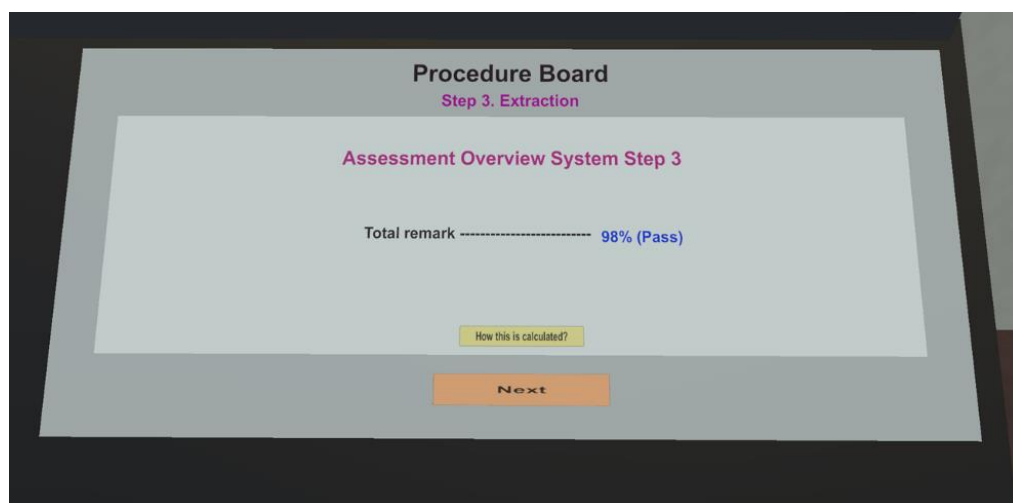 Procedure Board
Step 3. Extraction
Assessment Overview System Step 3
Total remark ------------------------- 98% (Pass)
How this is calculated?
Next